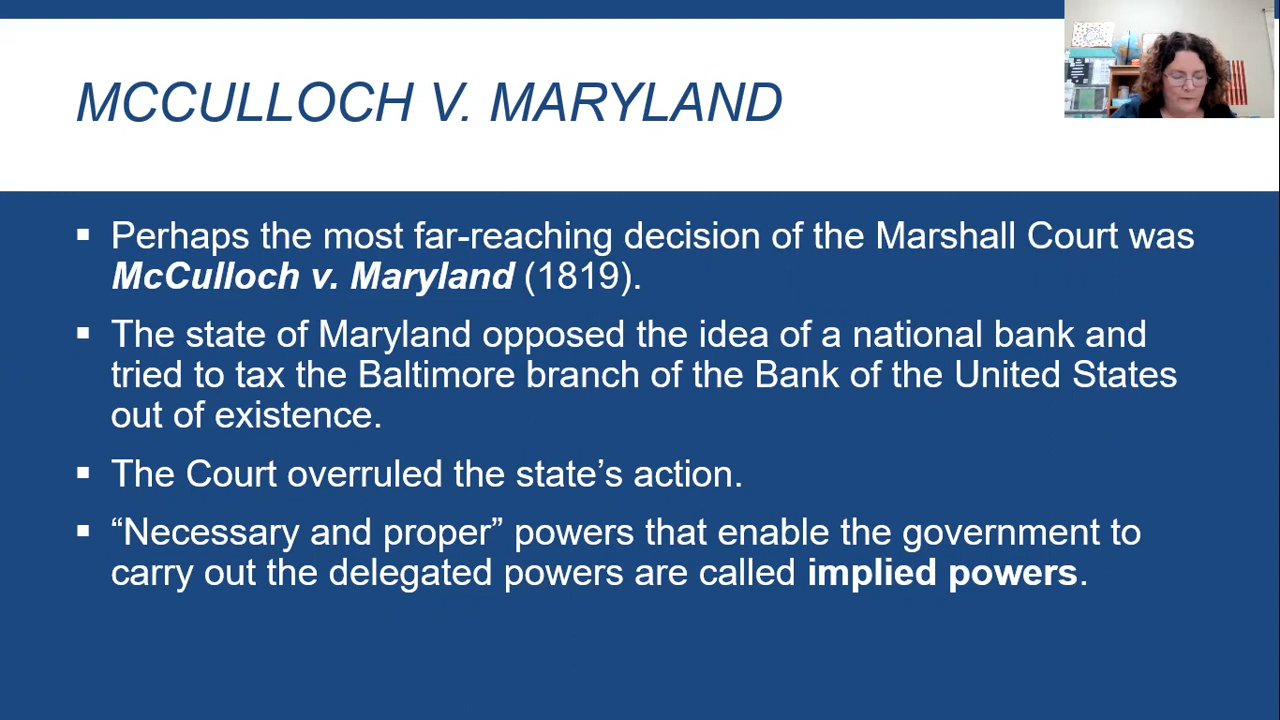 MCCULLOCH V. MARYLAND
▪ Perhaps the most far-reaching decision of the Marshall Court was
McCulloch v. Maryland (1819).
▪ The state of Maryland opposed the idea of a national bank and
tried to tax the Baltimore branch of the Bank of the United States
out of existence.
▪ The Court overruled the state’s action.
▪ “Necessary and proper” powers that enable the government to
carry out the delegated powers are called implied powers.